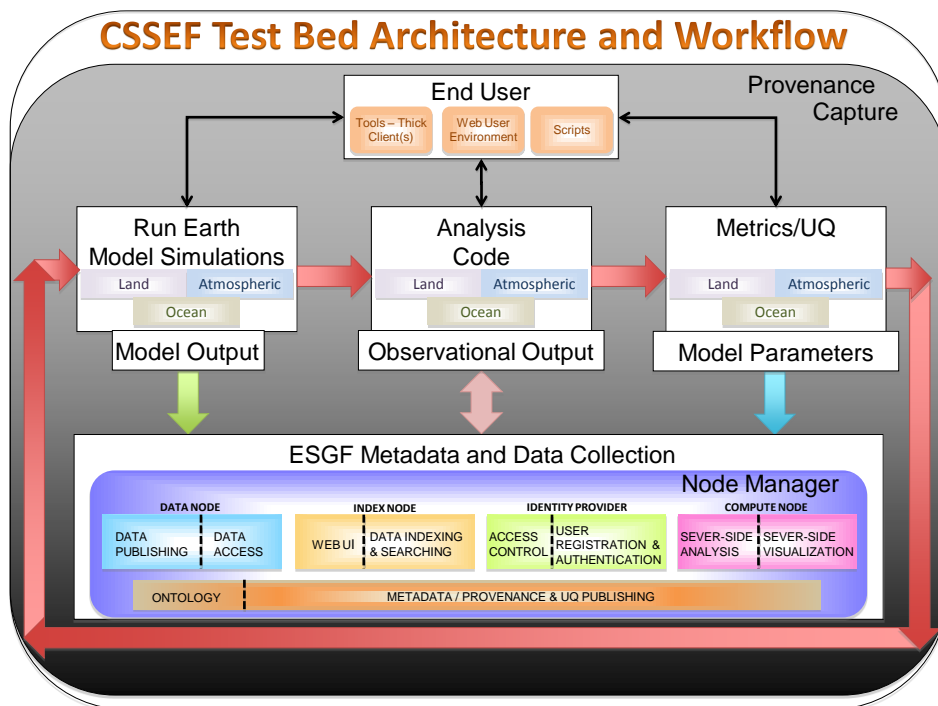 CSSEF Test Bed Architecture and Workflow
Provenance
Capture
End User
Tools – Thick
Client(s)
Web User
Environment
Scripts
Run Earth
Model Simulations
Land
Atmospheric
Ocean
Model Output
Analysis
Code
Land
Atmospheric
Ocean
Observational Output
Metrics/UQ
Land
Atmospheric
Ocean
Model Parameters
ESGF Metadata and Data Collection
Node Manager
DATA NODE
DATA
PUBLISHING
DATA
ACCESS
INDEX NODE
WEB UI
DATA INDEXING
& SEARCHING
IDENTITY PROVIDER
ACCESS
CONTROL
USER
REGISTRATION &
AUTHENTICATION
COMPUTE NODE
SEVER-SIDE
ANALYSIS
SEVER-SIDE
VISUALIZATION
ONTOLOGY
METADATA / PROVENANCE & UQ PUBLISHING